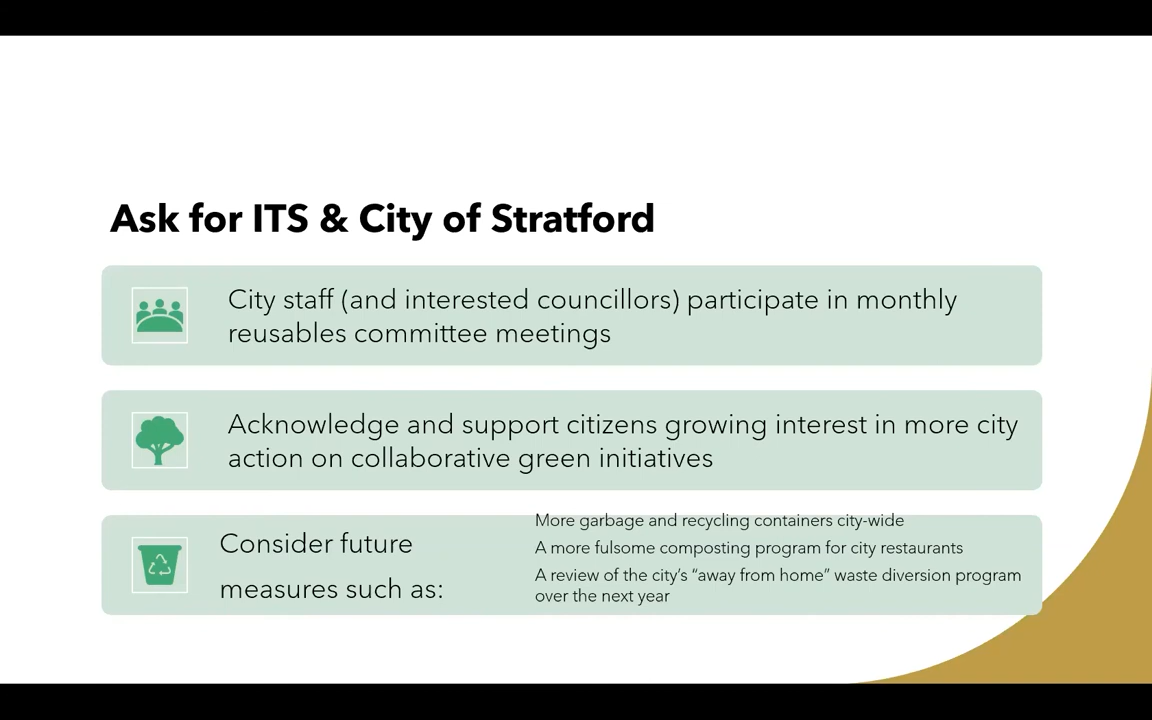 Ask for ITS & City of Stratford
City staff (and interested councillors) participate in monthly
reusables committee meetings
Acknowledge and support citizens growing interest in more city
action on collaborative green initiatives
Consider future
measures such as:
More garbage and recycling containers city-wide
A more fulsome composting program for city restaurants
A review of the city’s “away from home” waste diversion program
over the next year